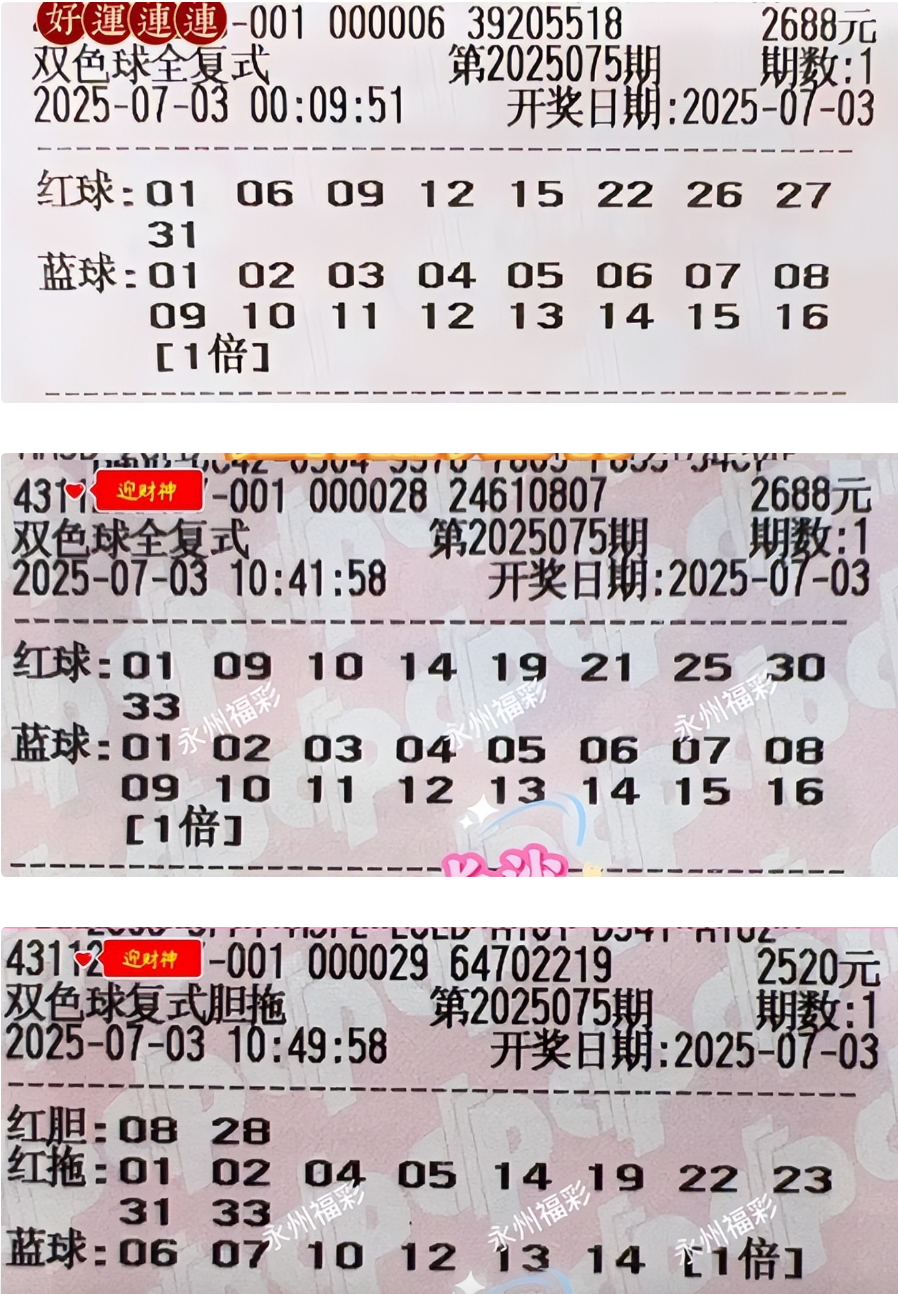 好運連連-001 000006 39205518 2688元
双色球全复式 第2025075期 期数:1
2025-07-03 00:09:51 开奖日期:2025-07-03
红球:01 06 09 12 15 22 26 27
31
蓝球:01 02 03 04 05 06 07 08
09 10 11 12 13 14 15 16
[1倍]
431 迎财神 -001 000028 24610807 2688元
双色球全复式 第2025075期 期数:1
2025-07-03 10:41:58 开奖日期:2025-07-03
红球:01 09 10 14 19 21 25 30
33
蓝球:01 02 03 04 05 06 07 08
09 10 11 12 13 14 15 16
[1倍]
永州福彩 永州福彩 永州福彩
长沙
43112 迎财神 -001 000029 64702219 2520元
双色球复式胆拖 第2025075期 期数:1
2025-07-03 10:49:58 开奖日期:2025-07-03
红胆:08 28
红拖:01 02 04 05 14 19 22 23
31 33
蓝球:06 07 10 12 13 14 [1倍]
永州福彩 永州福彩 永州福彩